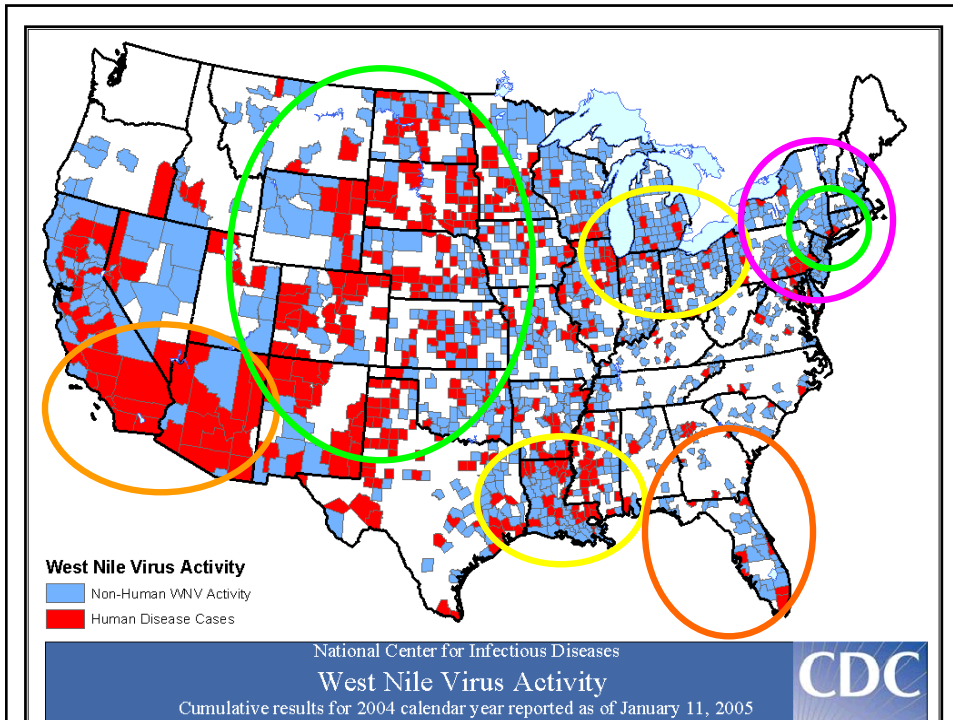 West Nile Virus Activity
Non-Human WNV Activity
Human Disease Cases
National Center for Infectious Diseases
West Nile Virus Activity
Cumulative results for 2004 calendar year reported as of January 11, 2005
CDC